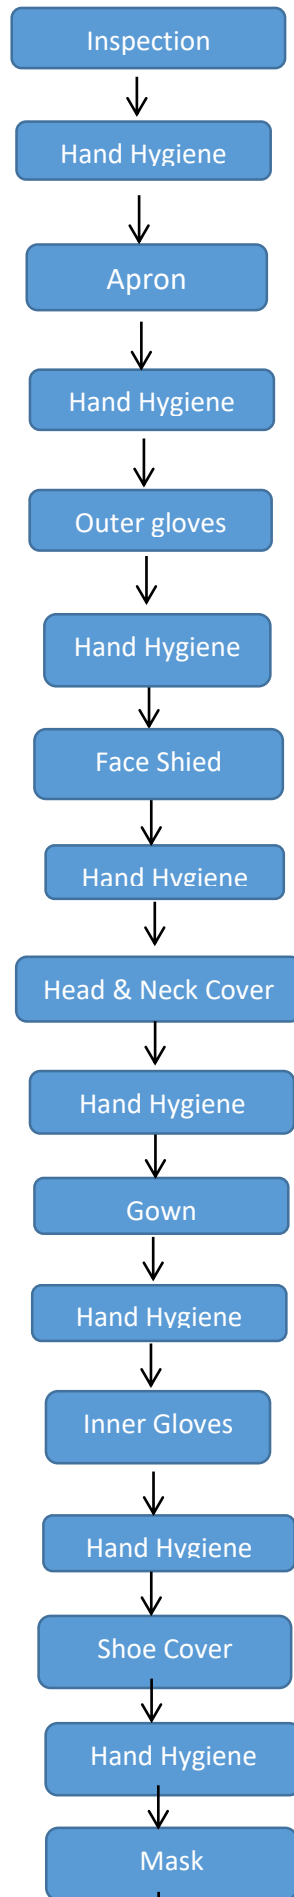 Inspection
Hand Hygiene
Apron
Hand Hygiene
Outer gloves
Hand Hygiene
Face Shied
Hand Hygiene
Head & Neck Cover
Hand Hygiene
Gown
Hand Hygiene
Inner Gloves
Hand Hygiene
Shoe Cover
Hand Hygiene
Mask